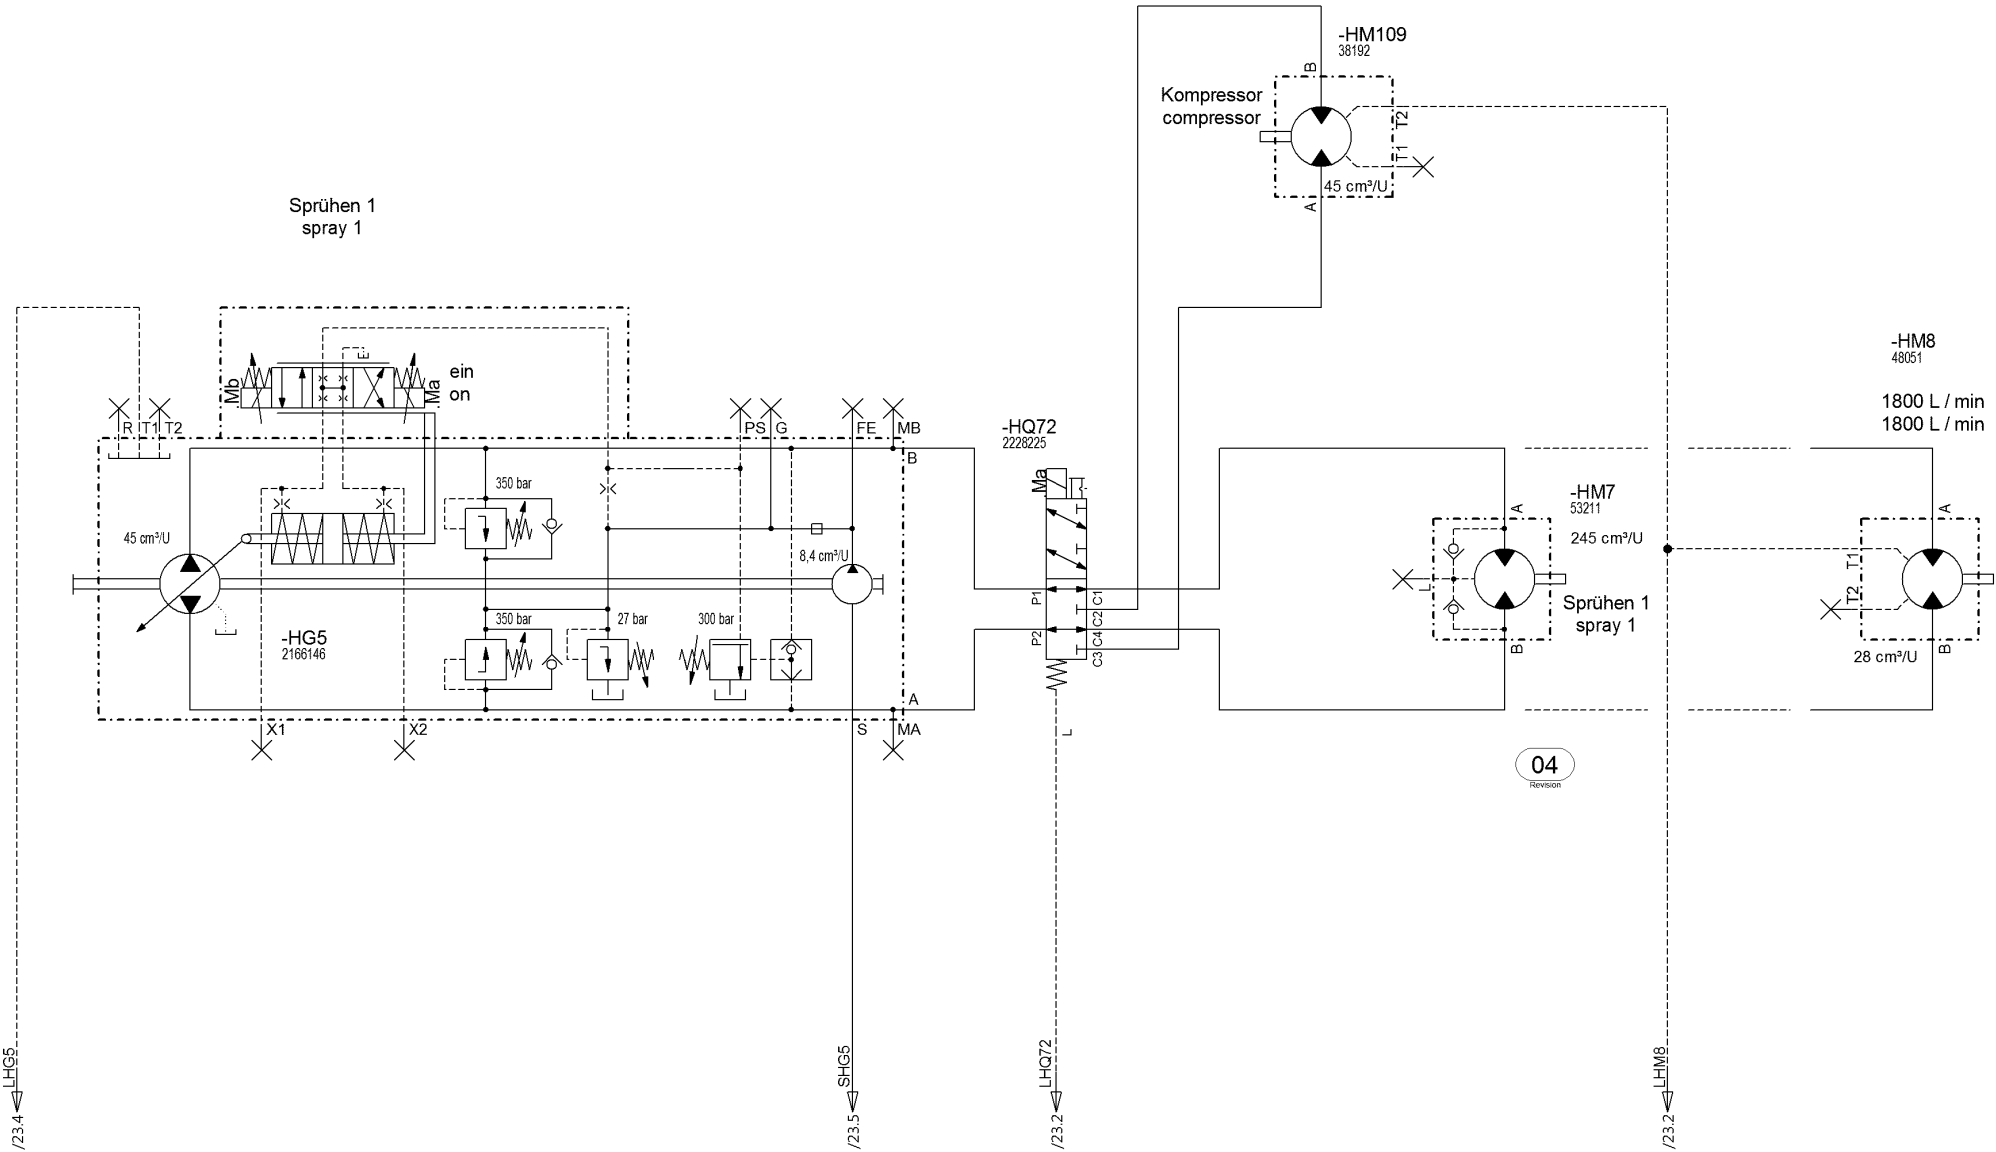 -HM109
38192
B
Kompressor
compressor
T2
T1
45 cm³/U
A
Sprühen 1
spray 1
-HM8
48051
1800 L / min
1800 L / min
Mb
Ma
ein
on
R
T1
T2
PS
G
FE
MB
B
-HQ72
2228225
Ma
350 bar
45 cm³/U
8,4 cm³/U
-HM7
53211
245 cm³/U
A
A
L
T1
T2
P1
C1
C2
P2
C4
C3
Sprühen 1
spray 1
-HG5
2166146
350 bar
27 bar
300 bar
B
B
28 cm³/U
A
X1
X2
S
MA
L
04
Revision
LHG5
/23.4
SHG5
/23.5
LHQ72
/23.2
LHM8
/23.2